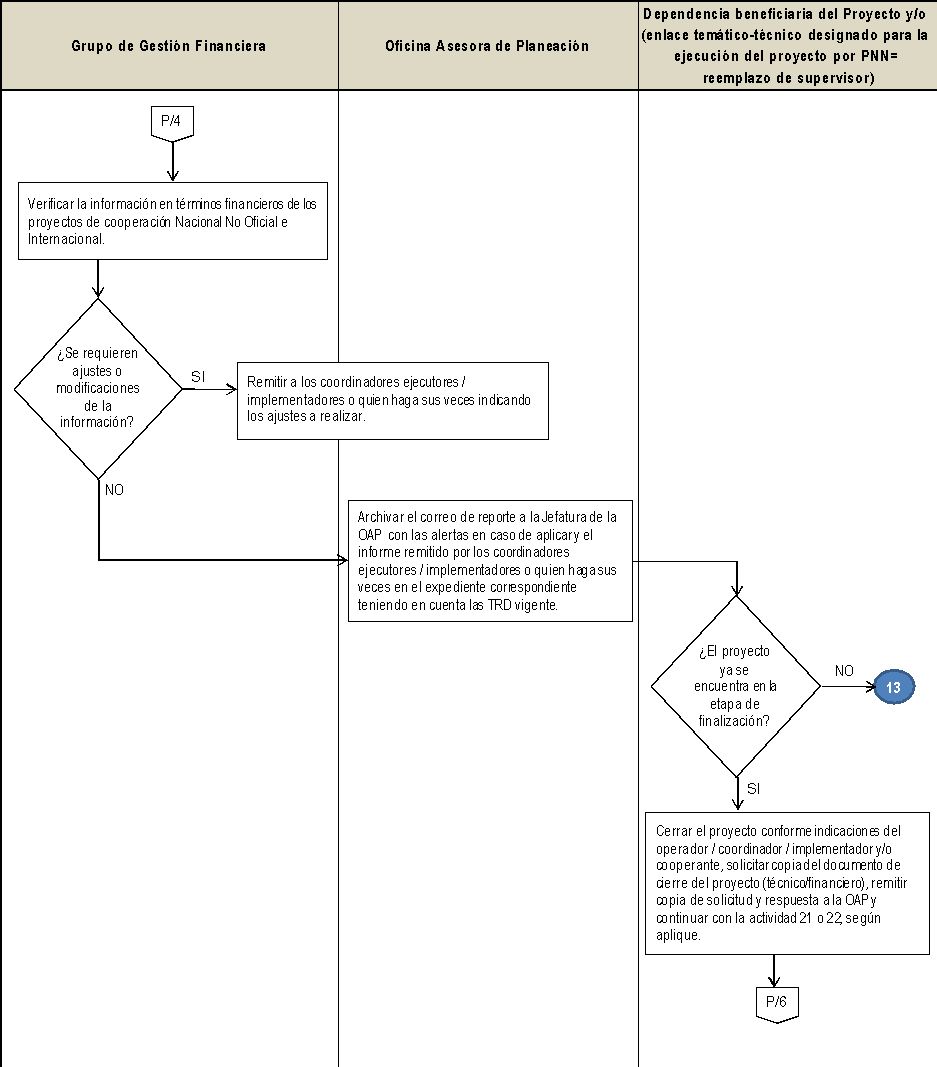 Grupo de Gestión Financiera
Oficina Asesora de Planeación
Dependencia beneficiaria del Proyecto y/o
(enlace temático-técnico designado para la
ejecución del proyecto por PNN=
reemplazo de supervisor)
P/4
Verificar la información en términos financieros de los
proyectos de cooperación Nacional No Oficial e
Internacional.
¿Se requieren
ajustes o
modificaciones
de la
información?
SI
Remitir a los coordinadores ejecutores /
implementadores o quien haga sus veces indicando
los ajustes a realizar.
NO
Archivar el correo de reporte a la Jefatura de la
OAP con las alertas en caso de aplicar y el
informe remitido por los coordinadores
ejecutores / implementadores o quien haga sus
veces en el expediente correspondiente
teniendo en cuenta las TRD vigente.
¿El proyecto
ya se
encuentra en la
etapa de
finalización?
NO
13
SI
Cerrar el proyecto conforme indicaciones del
operador / coordinador / implementador y/o
cooperante, solicitar copia del documento de
cierre del proyecto (técnico/financiero), remitir
copia de solicitud y respuesta a la OAP y
continuar con la actividad 21 o 22, según
aplique.
P/6